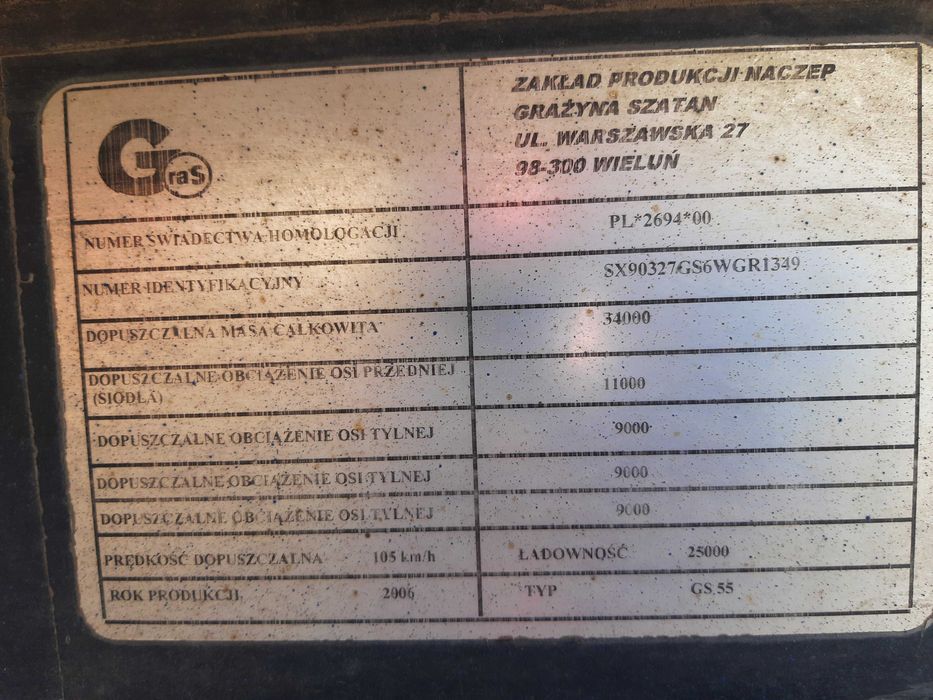 Gras
ZAKŁAD PRODUKCJI NACZEP
GRAŻYNA SZATAN
UL. WARSZAWSKA 27
98-300 WIELUŃ
NUMER ŚWIADECTWA HOMOLOGACJI PL*2694*00
NUMER IDENTYFIKACYJNY SX90327GS6WGR1349
DOPUSZCZALNA MASA CAŁKOWITA 34000
DOPUSZCZALNE OBCIĄŻENIE OSI PRZEDNIEJ
(SIODŁA) 11000
DOPUSZCZALNE OBCIĄŻENIE OSI TYLNEJ 9000
DOPUSZCZALNE OBCIĄŻENIE OSI TYLNEJ 9000
DOPUSZCZALNE OBCIĄŻENIE OSI TYLNEJ 9000
PRĘDKOŚĆ DOPUSZCZALNA 105 km/h ŁADOWNOŚĆ 25000
ROK PRODUKCJI 2006 TYP GS 55